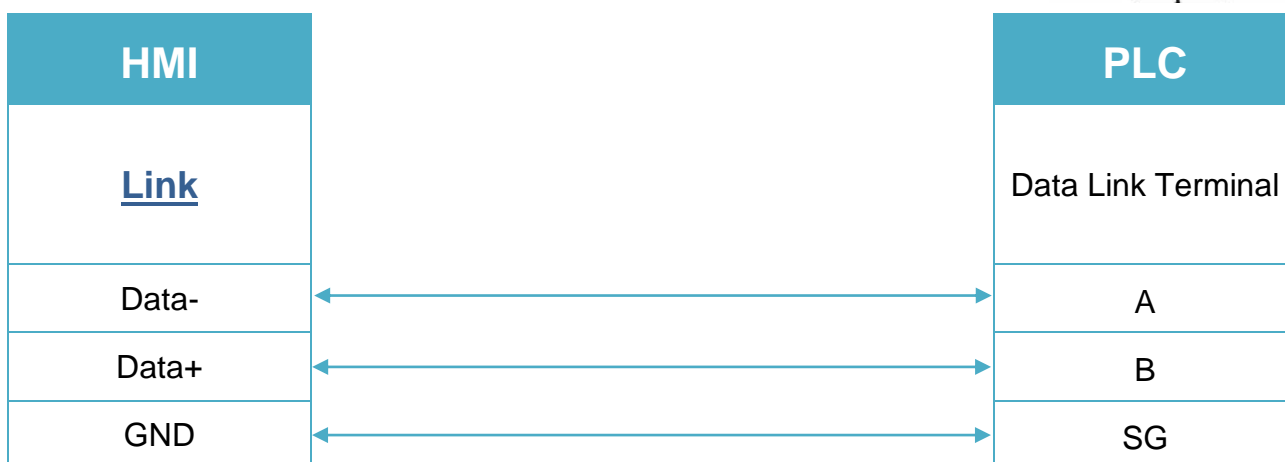 HMI PLC
Link Data Link Terminal
Data- A
Data+ B
GND SG